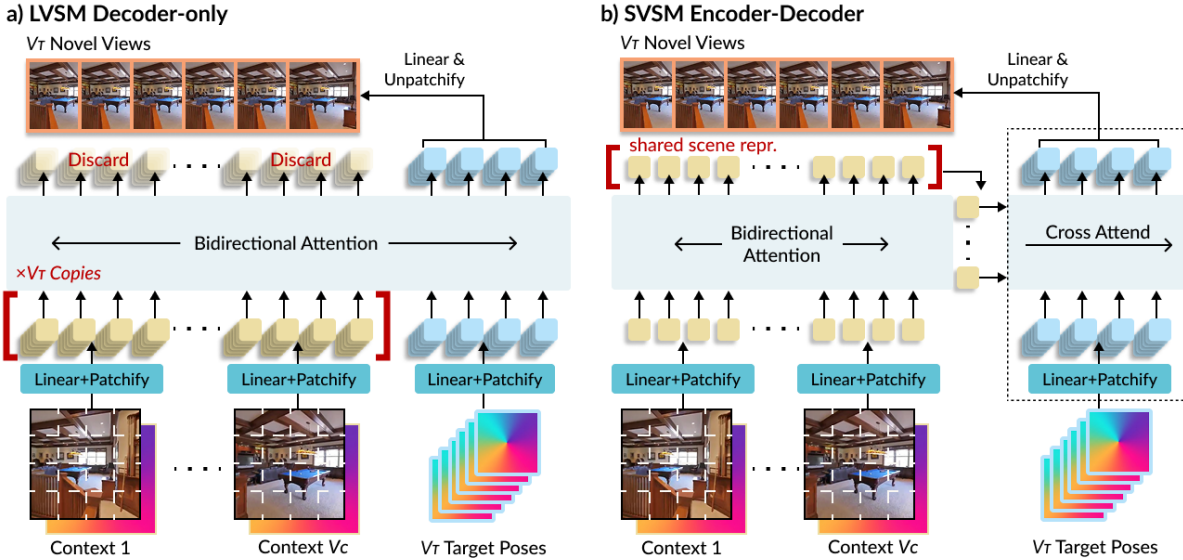 a) LVSM Decoder-only
VT Novel Views
Linear &
Unpatchify
Discard
Discard
Bidirectional Attention
×VT Copies
Linear+Patchify
Linear+Patchify
Linear+Patchify
Context 1
Context VC
VT Target Poses
b) SVSM Encoder-Decoder
VT Novel Views
Linear &
Unpatchify
shared scene repr.
Bidirectional
Attention
Cross Attend
Linear+Patchify
Linear+Patchify
Linear+Patchify
Context 1
Context VC
VT Target Poses